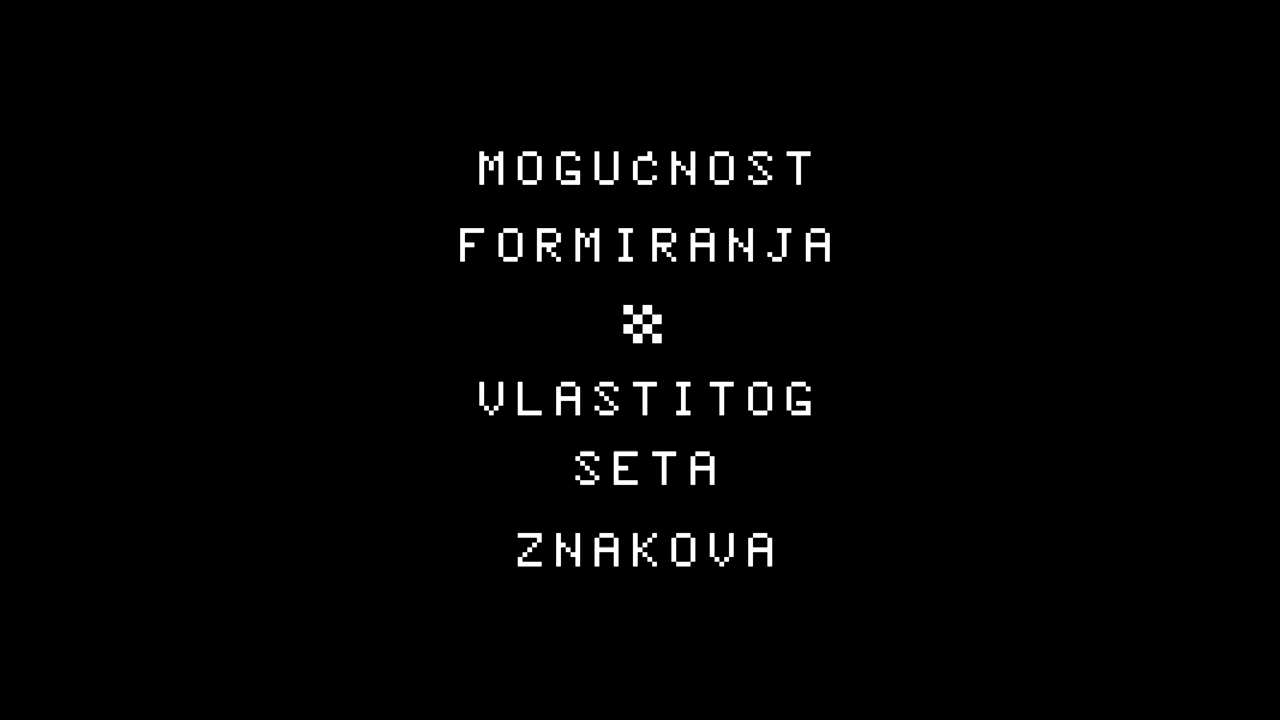 MOGUĆNOST
FORMIRANJA
VLASTITOG
SETA
ZNAKOVA